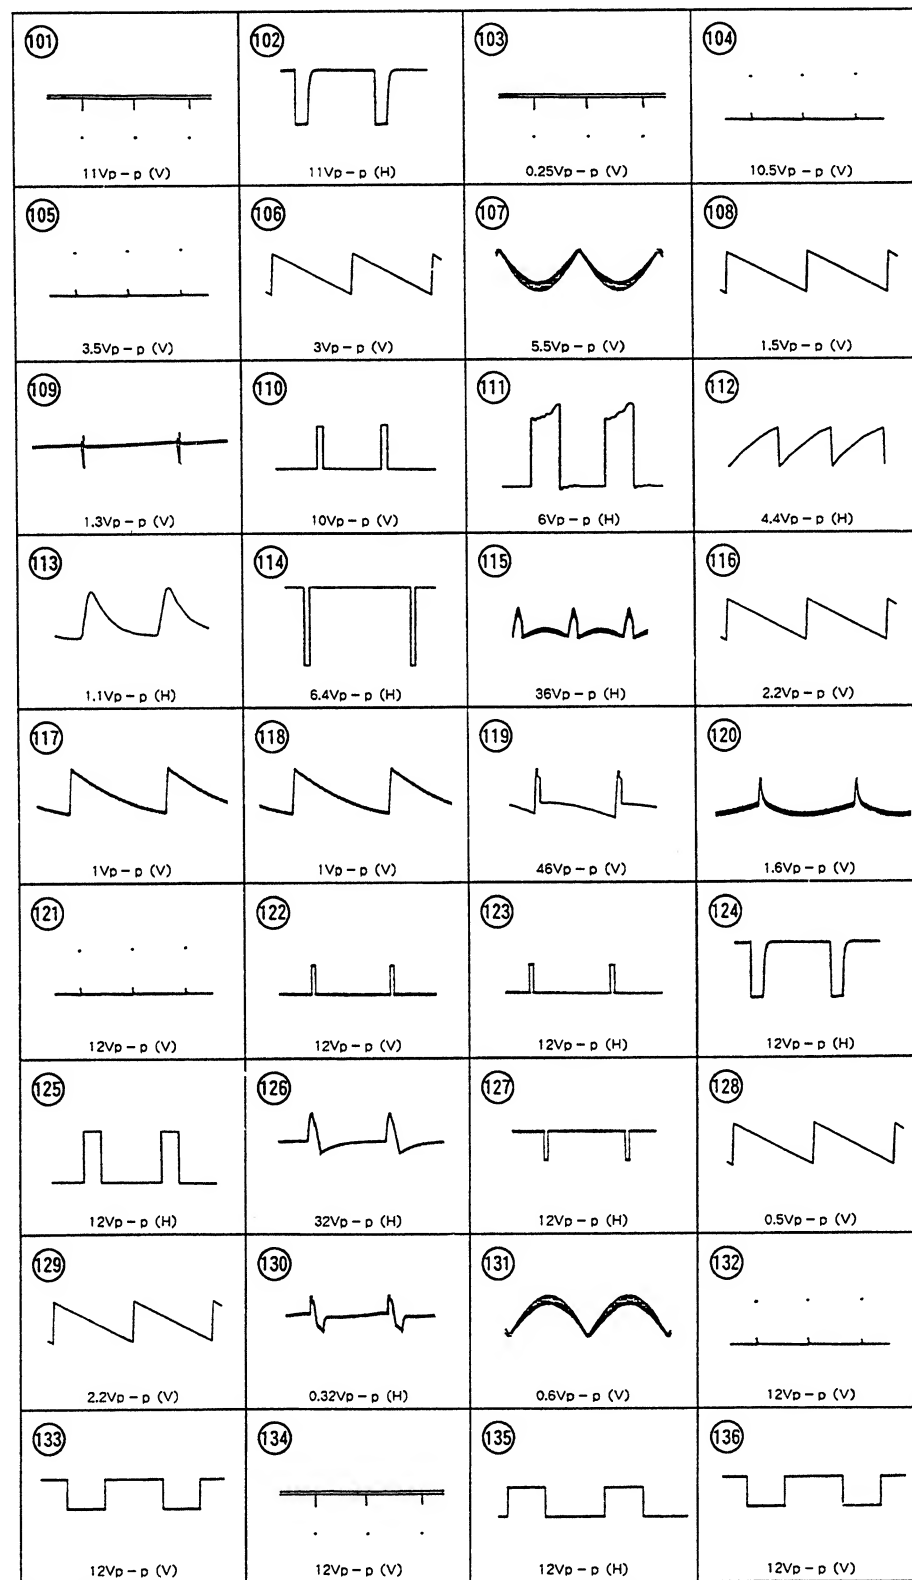 101 102 103 104
11Vp – p (V) 11Vp – p (H) 0.25Vp – p (V) 10.5Vp – p (V)
105 106 107 108
3.5Vp – p (V) 3Vp – p (V) 5.5Vp – p (V) 1.5Vp – p (V)
109 110 111 112
1.3Vp – p (V) 10Vp – p (V) 6Vp – p (H) 4.4Vp – p (H)
113 114 115 116
1.1Vp – p (H) 6.4Vp – p (H) 36Vp – p (H) 2.2Vp – p (V)
117 118 119 120
1Vp – p (V) 1Vp – p (V) 46Vp – p (V) 1.6Vp – p (V)
121 122 123 124
12Vp – p (V) 12Vp – p (V) 12Vp – p (H) 12Vp – p (H)
125 126 127 128
12Vp – p (H) 32Vp – p (H) 12Vp – p (H) 0.5Vp – p (V)
129 130 131 132
2.2Vp – p (V) 0.32Vp – p (H) 0.6Vp – p (V) 12Vp – p (V)
133 134 135 136
12Vp – p (V) 12Vp – p (V) 12Vp – p (H) 12Vp – p (V)